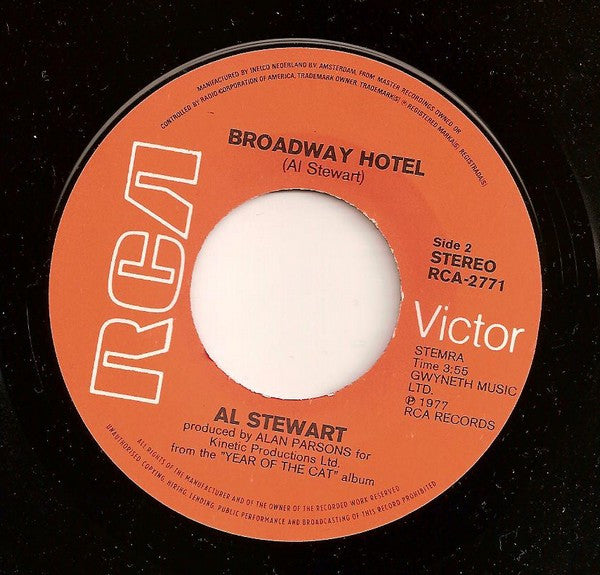 MANUFACTURED BY INELCO NEDERLAND BV. AMSTERDAM, FROM MASTER RECORDINGS OWNED OR
CONTROLLED BY RADIO CORPORATION OF AMERICA, TRADEMARK OWNER, TRADEMARK(S) ® REGISTERED MARKA(S) REGISTRADA(S)
BROADWAY HOTEL
(Al Stewart)
RCA
Side 2
STEREO
RCA-2771
Victor
STEMRA
Time 3:55
GWYNETH MUSIC
LTD.
℗ 1977
RCA RECORDS
AL STEWART
produced by ALAN PARSONS for
Kinetic Productions Ltd.
from the "YEAR OF THE CAT" album
ALL RIGHTS OF THE MANUFACTURER AND OF THE OWNER OF THE RECORDED WORK RESERVED
UNAUTHORISED COPYING, HIRING, LENDING, PUBLIC PERFORMANCE AND BROADCASTING OF THIS RECORD PROHIBITED